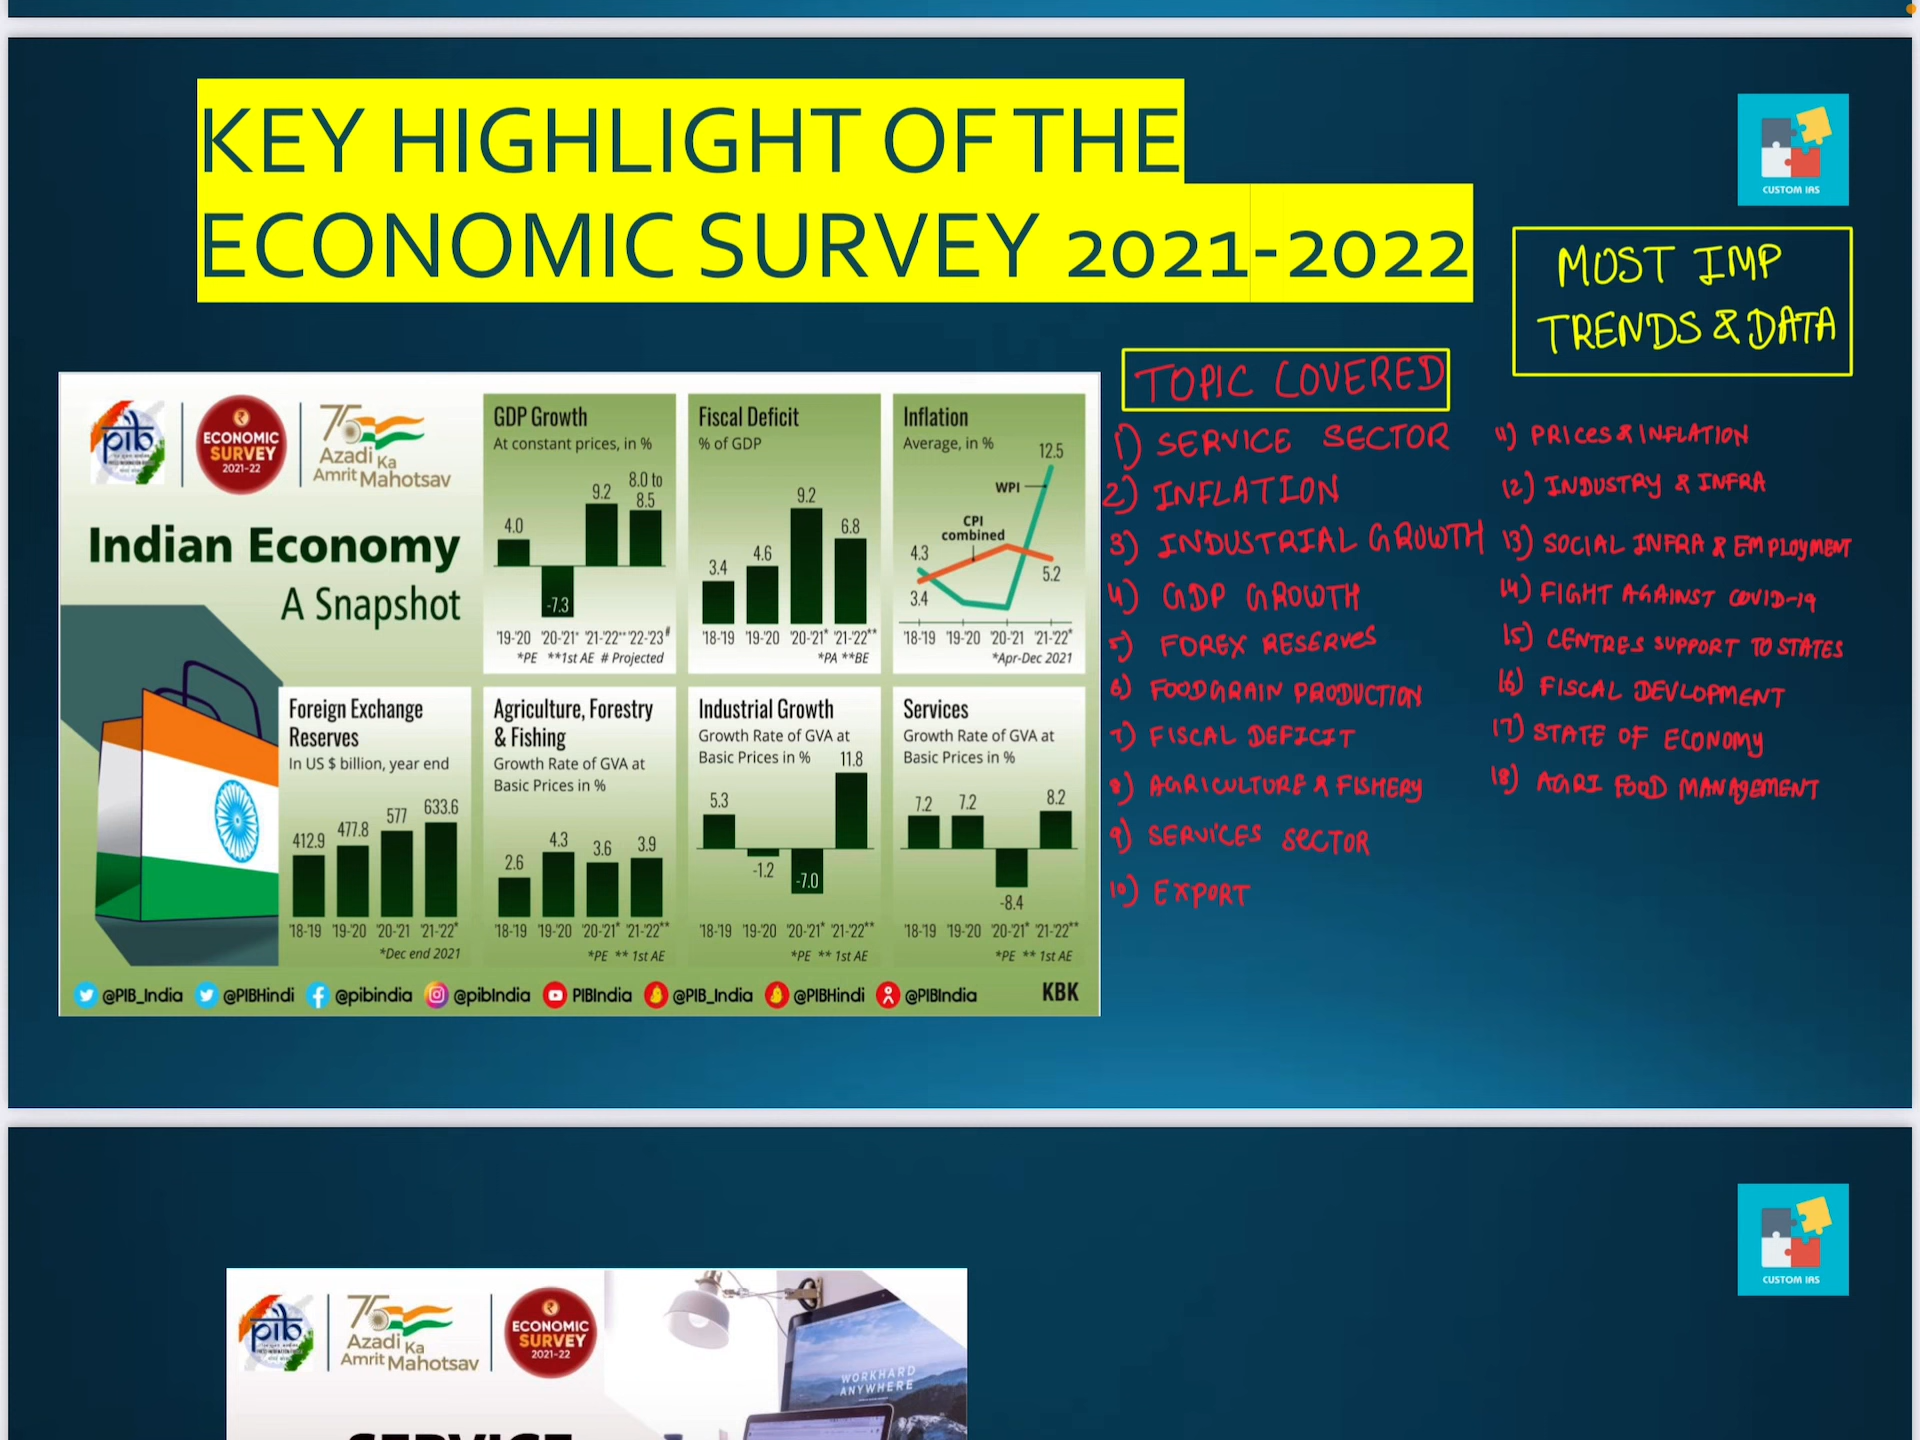 KEY HIGHLIGHT OF THE
ECONOMIC SURVEY 2021-2022
CUSTOM IAS
MOST IMP
TRENDS & DATA
pib
ECONOMIC
SURVEY
2021-22
75
Azadi Ka
Amrit Mahotsav
Indian Economy
A Snapshot
GDP Growth
At constant prices, in %
4.0
-7.3
9.2
8.0 to
8.5
'19-'20 '20-'21* '21-'22** '22-'23#
*PE **1st AE # Projected
Fiscal Deficit
% of GDP
3.4
4.6
9.2
6.8
'18-'19 '19-'20 '20-'21* '21-'22**
*PA **BE
Inflation
Average, in %
12.5
WPI
CPI
combined
4.3
3.4
5.2
'18-'19 '19-'20 '20-'21 '21-'22*
*Apr-Dec 2021
Foreign Exchange
Reserves
In US $ billion, year end
412.9
477.8
577
633.6
'18-'19 '19-'20 '20-'21 '21-'22*
*Dec end 2021
Agriculture, Forestry
& Fishing
Growth Rate of GVA at
Basic Prices in %
2.6
4.3
3.6
3.9
'18-'19 '19-'20 '20-'21* '21-'22**
*PE ** 1st AE
Industrial Growth
Growth Rate of GVA at
Basic Prices in %
5.3
-1.2
-7.0
11.8
'18-'19 '19-'20 '20-'21* '21-'22**
*PE ** 1st AE
Services
Growth Rate of GVA at
Basic Prices in %
7.2
7.2
-8.4
8.2
'18-'19 '19-'20 '20-'21* '21-'22**
*PE ** 1st AE
@PIB_India @PIBHindi @pibindia @pibIndia PIBIndia @PIB_India @PIBHindi @PIBIndia KBK
TOPIC COVERED
1) SERVICE SECTOR
2) INFLATION
3) INDUSTRIAL GROWTH
4) GDP GROWTH
5) FOREX RESERVES
6) FOODGRAIN PRODUCTION
7) FISCAL DEFICIT
8) AGRICULTURE & FISHERY
9) SERVICES SECTOR
10) EXPORT
11) PRICES & INFLATION
12) INDUSTRY & INFRA
13) SOCIAL INFRA & EMPLOYMENT
14) FIGHT AGAINST COVID-19
15) CENTRES SUPPORT TO STATES
16) FISCAL DEVLOPMENT
17) STATE OF ECONOMY
18) AGRI FOOD MANAGEMENT
CUSTOM IAS
pib
75
Azadi Ka
Amrit Mahotsav
ECONOMIC
SURVEY
2021-22
WORKHARD
ANYWHERE
SERVICE